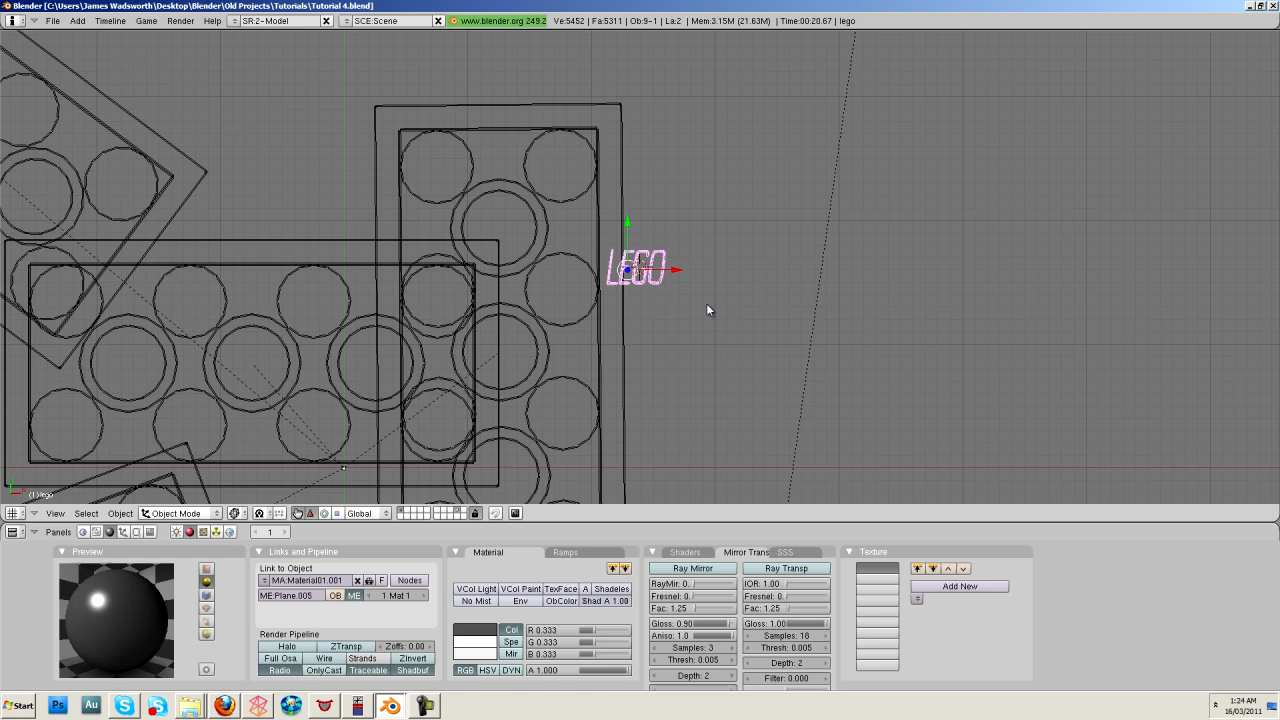 Blender [C:\Users\James Wadsworth\Desktop\Blender\Old Projects\Tutorials\Tutorial 4.blend]
File Add Timeline Game Render Help SR:2-Model SCE:Scene www.blender.org 249.2 Ve:5452 | Fa:5311 | Ob:9-1 | La:2 | Mem:3.15M (21.63M) | Time:00:20.67 | lego
LEGO
(1) lego
View Select Object Object Mode Global
Panels 1
Preview Links and Pipeline Material Ramps Shaders Mirror Trans SSS Texture
Link to Object
MA:Material01.001 F Nodes
ME:Plane.005 OB ME 1 Mat 1
Render Pipeline
Halo ZTransp Zoffs: 0.00
Full Osa Wire Strands ZInvert
Radio OnlyCast Traceable Shadbuf
VCol Light VCol Paint TexFace A Shadeles
No Mist Env ObColor Shad A 1.00
Col R 0.333
Spe G 0.333
Mir B 0.333
RGB HSV DYN A 1.000
Ray Mirror Ray Transp
RayMir: 0. IOR: 1.00
Fresnel: 0. Fresnel: 0.
Fac: 1.25 Fac: 1.25
Gloss: 0.90 Gloss: 1.00
Aniso: 1.0 Samples: 18
Samples: 3 Thresh: 0.005
Thresh: 0.005 Depth: 2
Depth: 2 Filter: 0.000
Add New
Start Ps Au 1:24 AM
16/03/2011